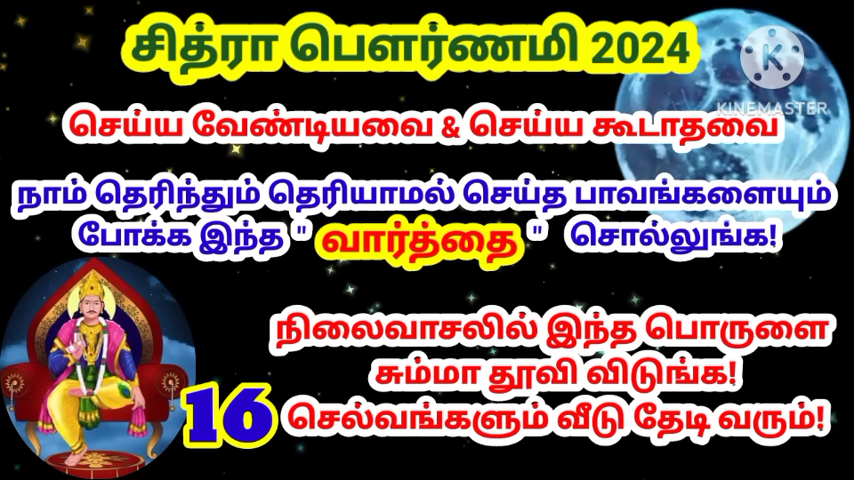 சித்ரா பௌர்ணமி 2024
K
KINEMASTER
செய்ய வேண்டியவை & செய்ய கூடாதவை
நாம் தெரிந்தும் தெரியாமல் செய்த பாவங்களையும்
போக்க இந்த " வார்த்தை " சொல்லுங்க!
நிலைவாசலில் இந்த பொருளை
சும்மா தூவி விடுங்க!
16 செல்வங்களும் வீடு தேடி வரும்!